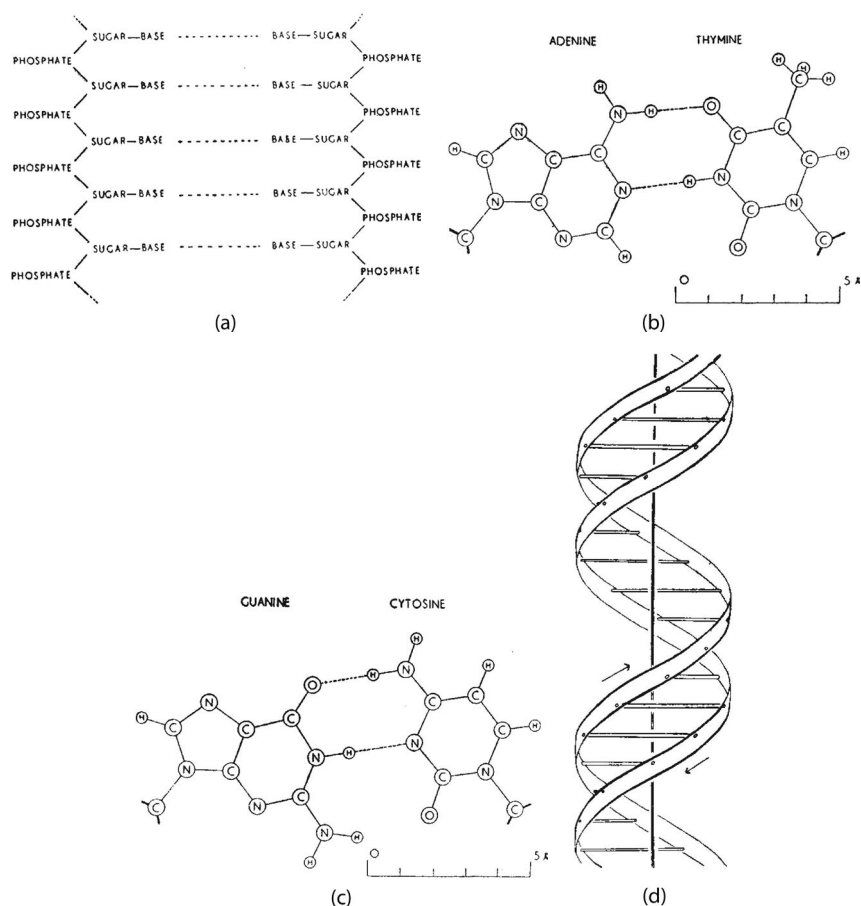 SUGAR—BASE BASE—SUGAR
PHOSPHATE PHOSPHATE
SUGAR—BASE BASE—SUGAR
PHOSPHATE PHOSPHATE
SUGAR—BASE BASE—SUGAR
PHOSPHATE PHOSPHATE
SUGAR—BASE BASE—SUGAR
PHOSPHATE PHOSPHATE
SUGAR—BASE BASE—SUGAR
PHOSPHATE PHOSPHATE
(a)
ADENINE THYMINE
H H
H C H
N H O
N C C
H C C C C H
N H N
N C C N
C N C O C
H
O 5 Å
(b)
GUANINE CYTOSINE
H
O H N H
N C C C
H C C C H
N H N
N C C N
C N C O C
N H
H
O 5 Å
(c)
(d)